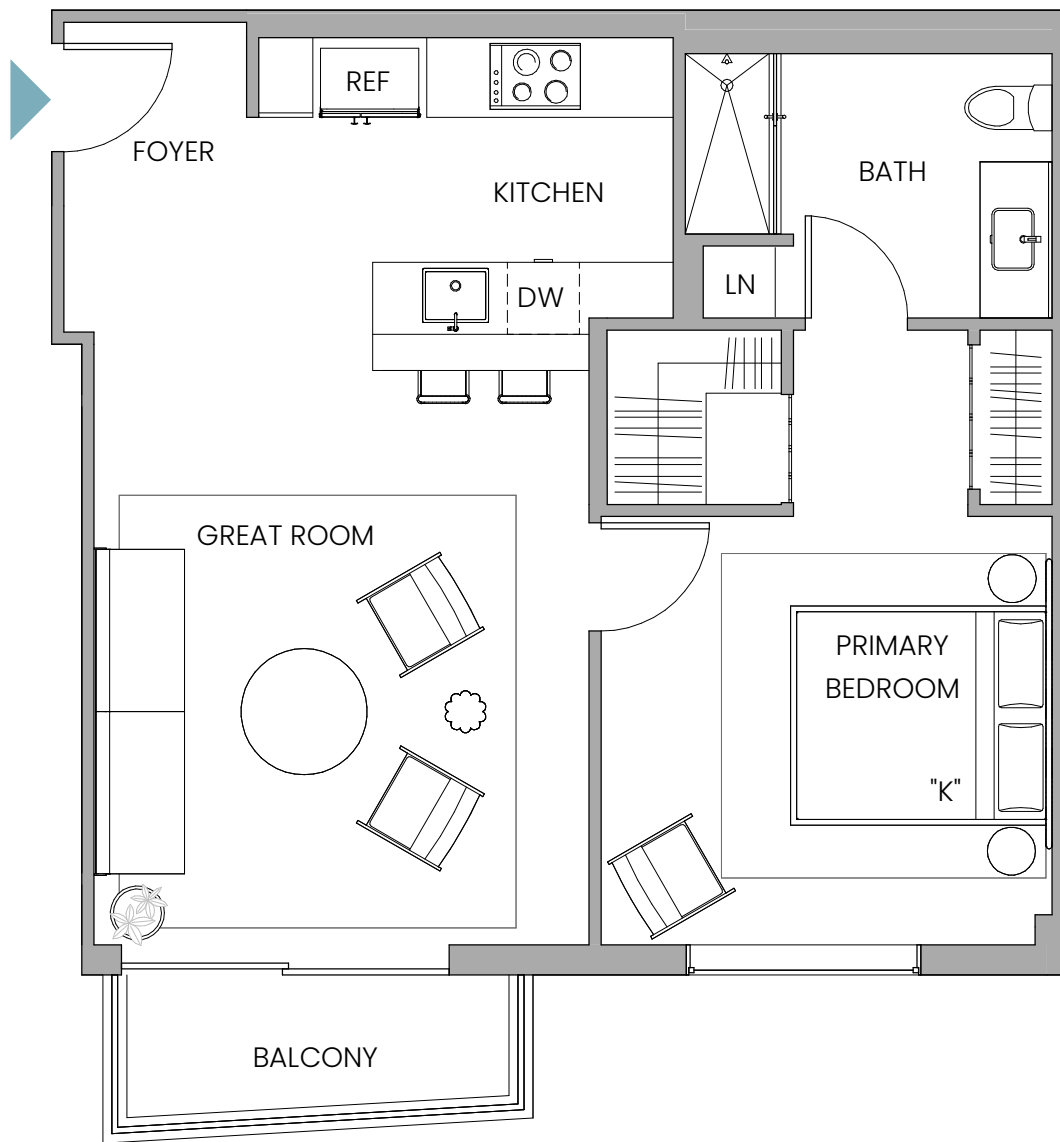 REF
FOYER
BATH
KITCHEN
LN
DW
GREAT ROOM
PRIMARY
BEDROOM
"K"
BALCONY